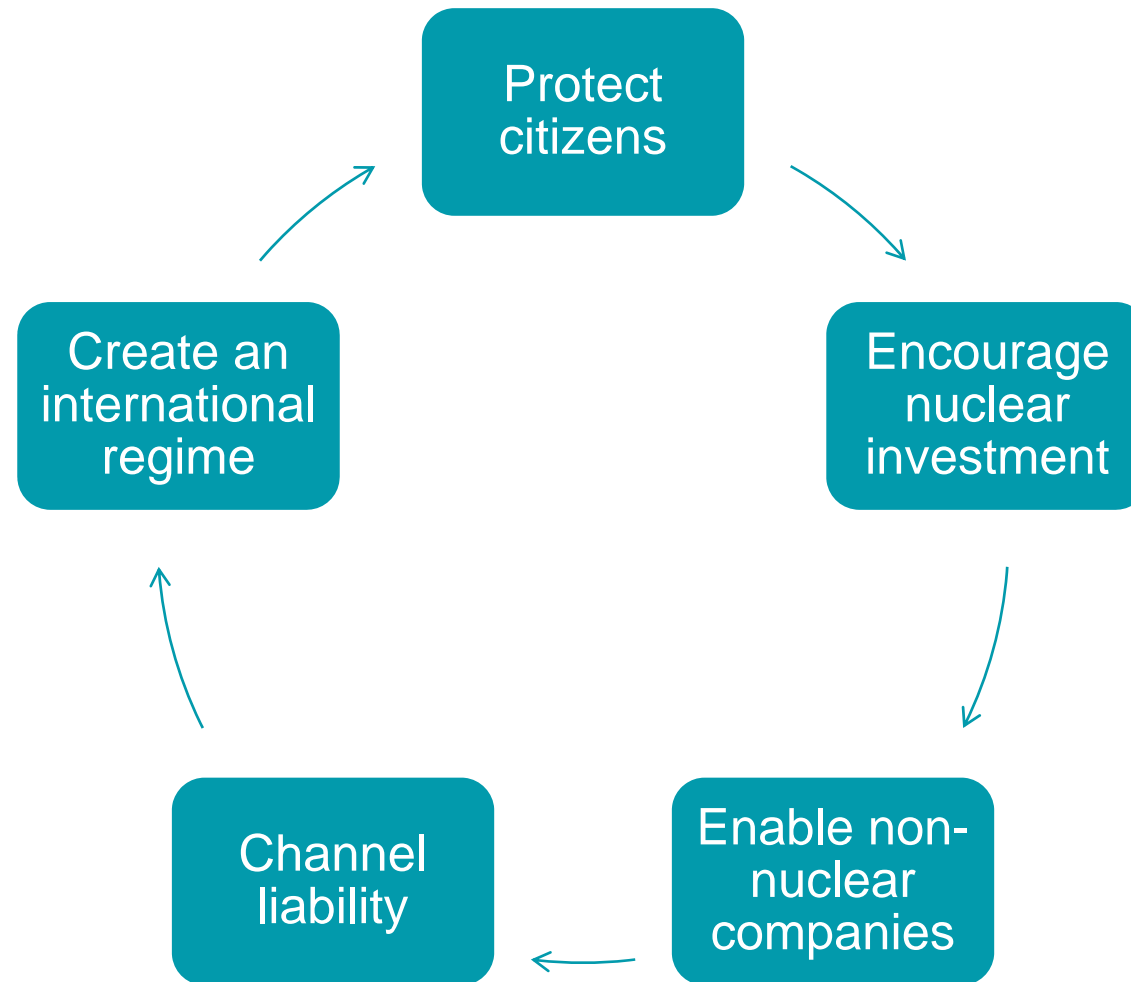 Protect
citizens
Encourage
nuclear
investment
Enable non-
nuclear
companies
Channel
liability
Create an
international
regime